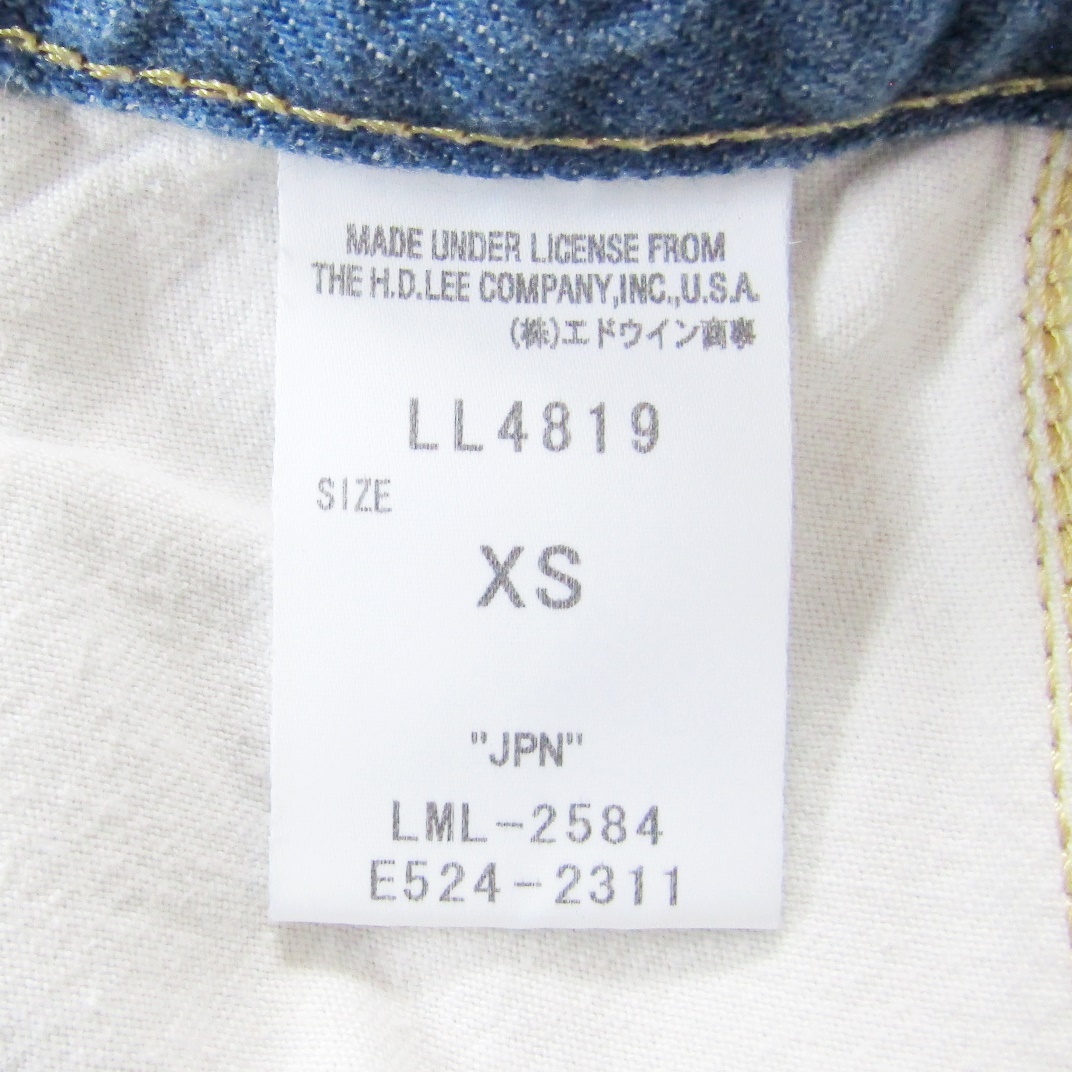 MADE UNDER LICENSE FROM
THE H.D.LEE COMPANY,INC.,U.S.A.
(株)エドウイン商事
LL4819
SIZE
XS
"JPN"
LML-2584
E524-2311